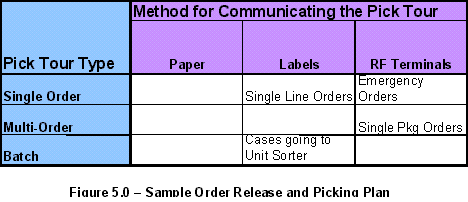 Method for Communicating the Pick Tour
Pick Tour Type
Paper
Labels
RF Terminals
Single Order
Single Line Orders
Emergency
Orders
Multi-Order
Single Pkg Orders
Batch
Cases going to
Unit Sorter
Figure 5.0 – Sample Order Release and Picking Plan